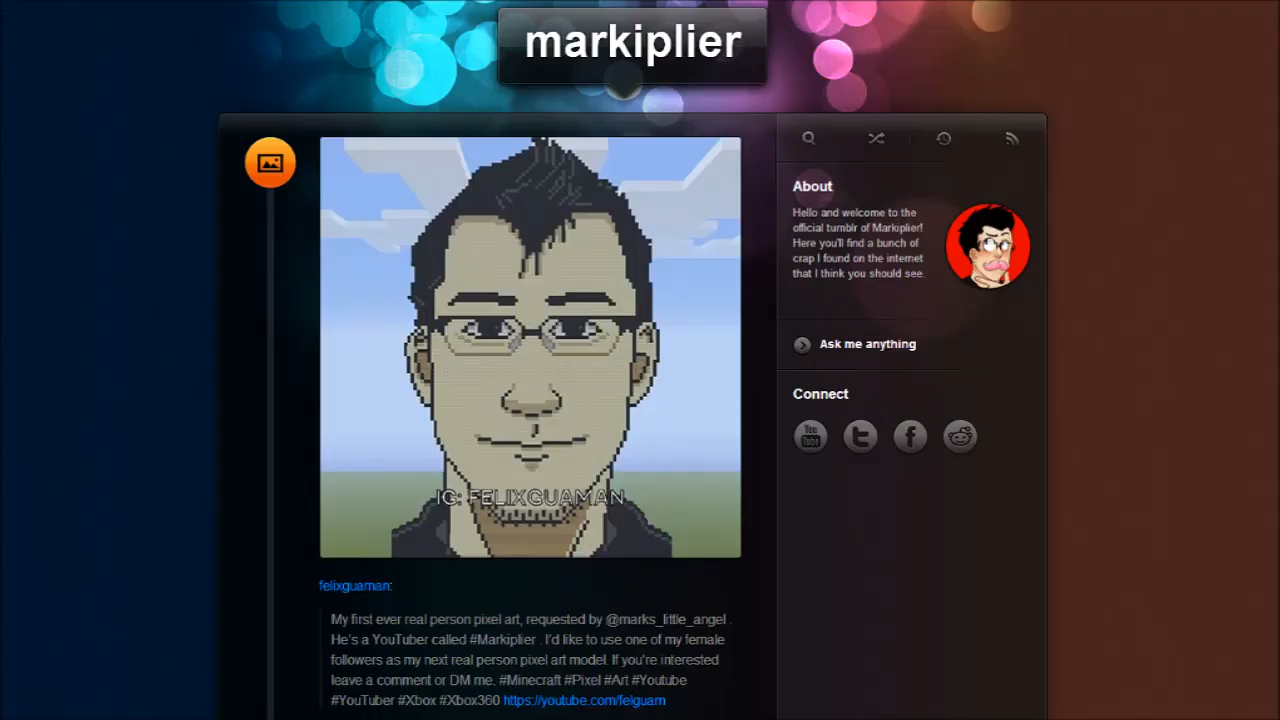 markiplier
IG: FELIXGUAMAN
felixguaman:
My first ever real person pixel art, requested by @marks_little_angel .
He's a YouTuber called #Markiplier . I'd like to use one of my female
followers as my next real person pixel art model. If you're interested
leave a comment or DM me. #Minecraft #Pixel #Art #Youtube
#YouTuber #Xbox #Xbox360 https://youtube.com/felguam
About
Hello and welcome to the
official tumblr of Markiplier!
Here you'll find a bunch of
crap I found on the internet
that I think you should see.
Ask me anything
Connect
You
Tube